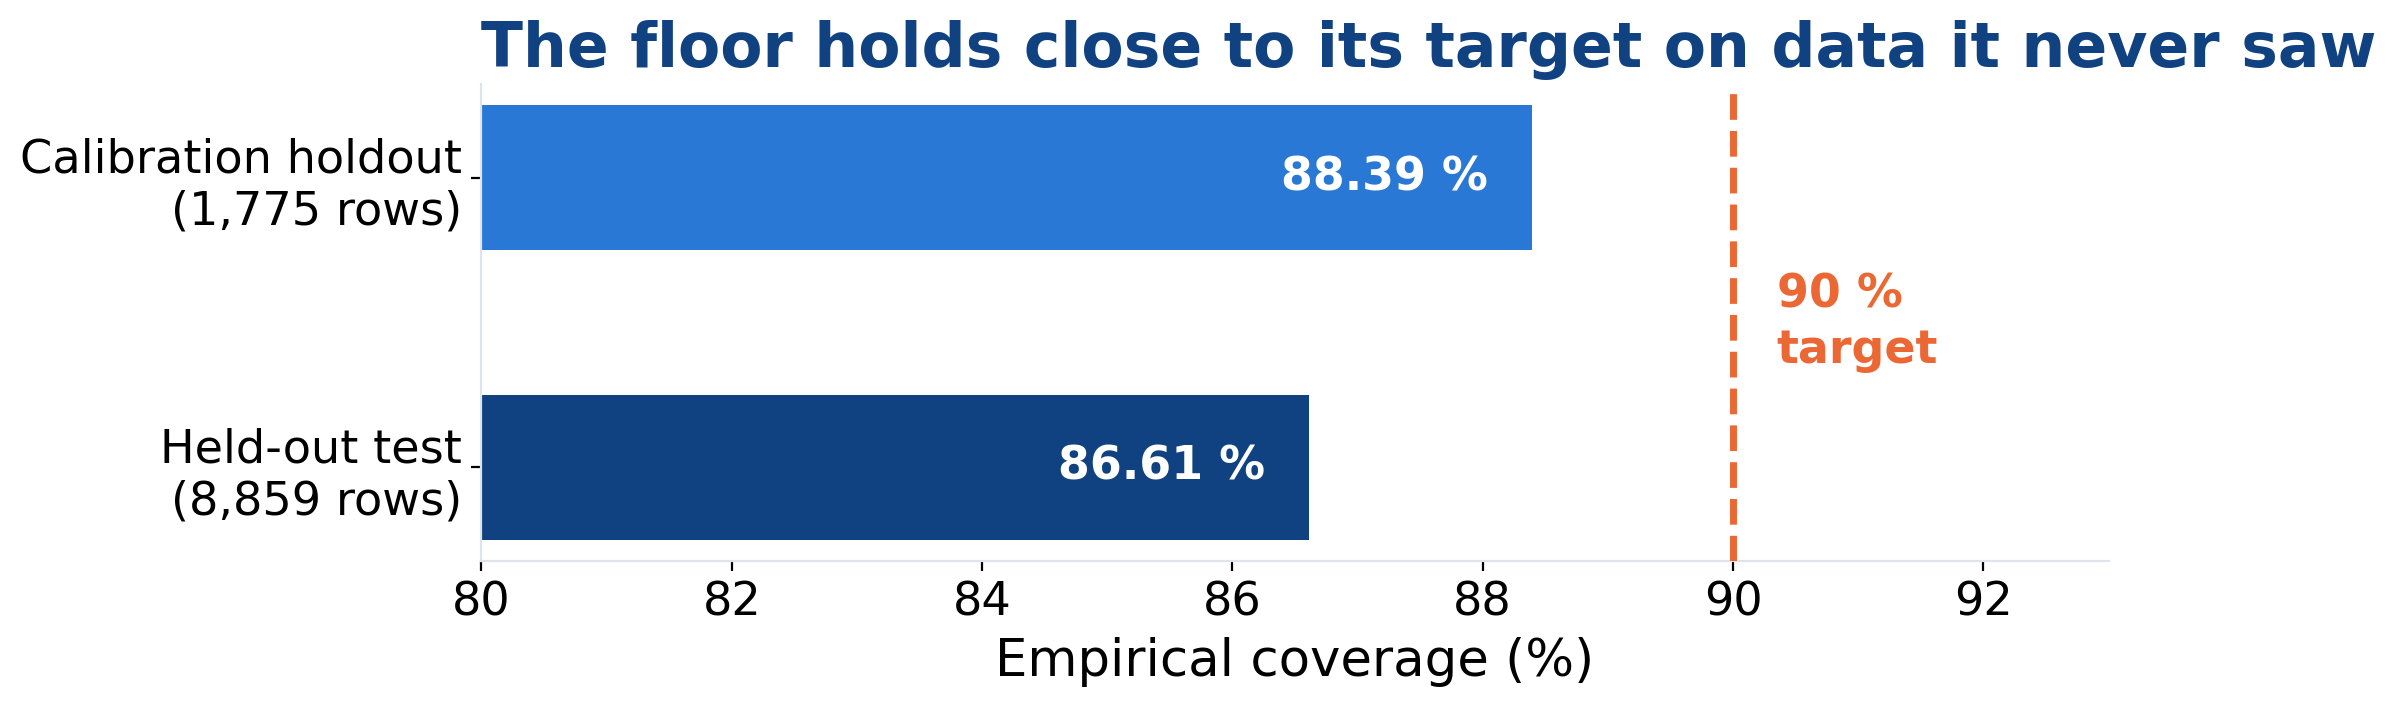 The floor holds close to its target on data it never saw
Calibration holdout
(1,775 rows)
88.39 %
90 %
target
Held-out test
(8,859 rows)
86.61 %
80 82 84 86 88 90 92
Empirical coverage (%)